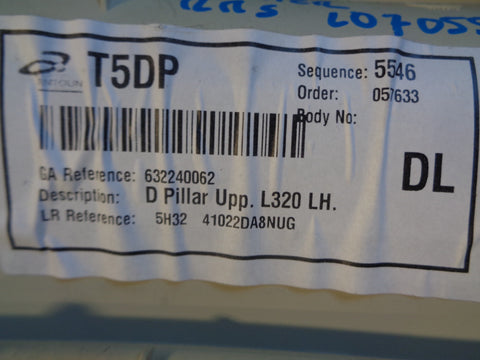 T5DP
Sequence: 5546
Order: 057633
Body No:
DL
GA Reference: 632240062
Description: D Pillar Upp. L320 LH.
LR Reference: 5H32 41022DA8NUG